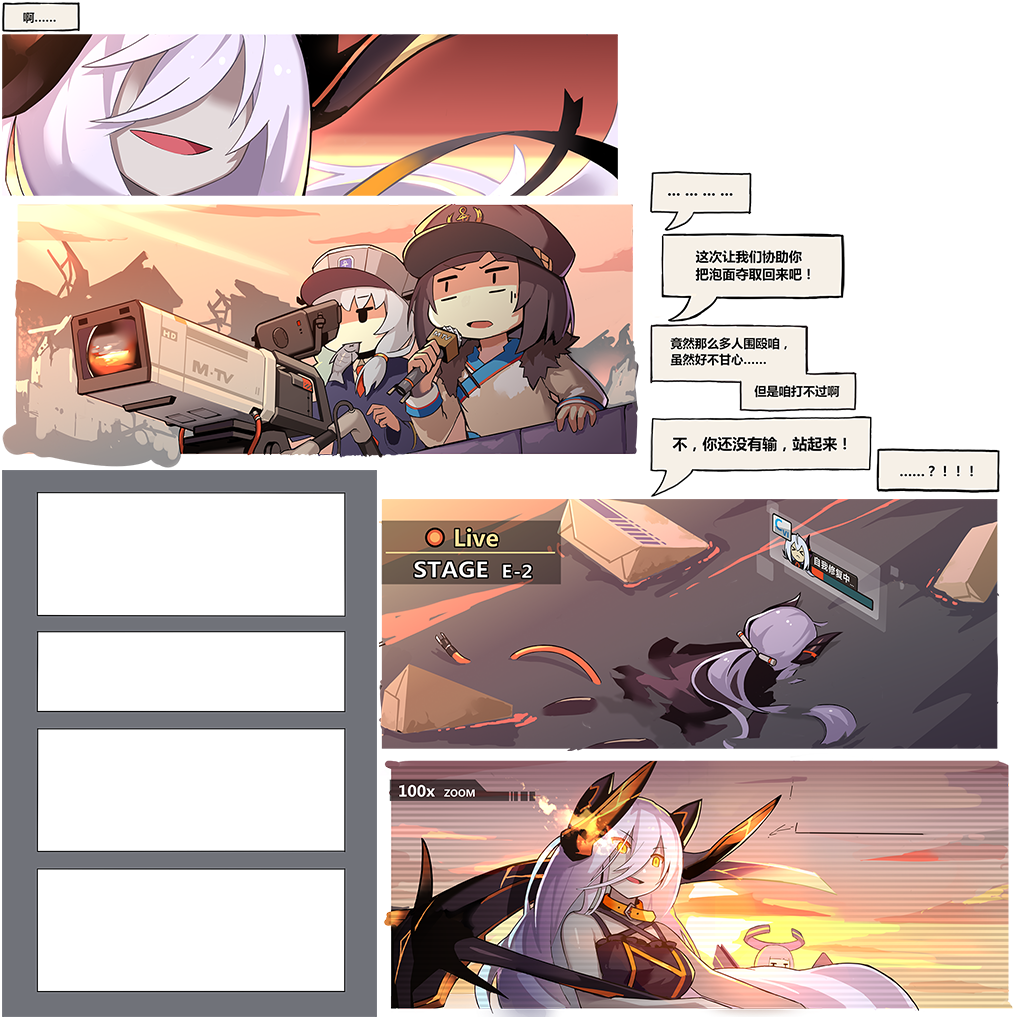 啊……
HD
M·TV
M·TV
… … … …
这次让我们协助你
把泡面夺取回来吧！
竟然那么多人围殴咱，
虽然好不甘心……
但是咱打不过啊
不，你还没有输，站起来！
……？！！！
Live
STAGE E-2
自我修复中…
100x ZOOM